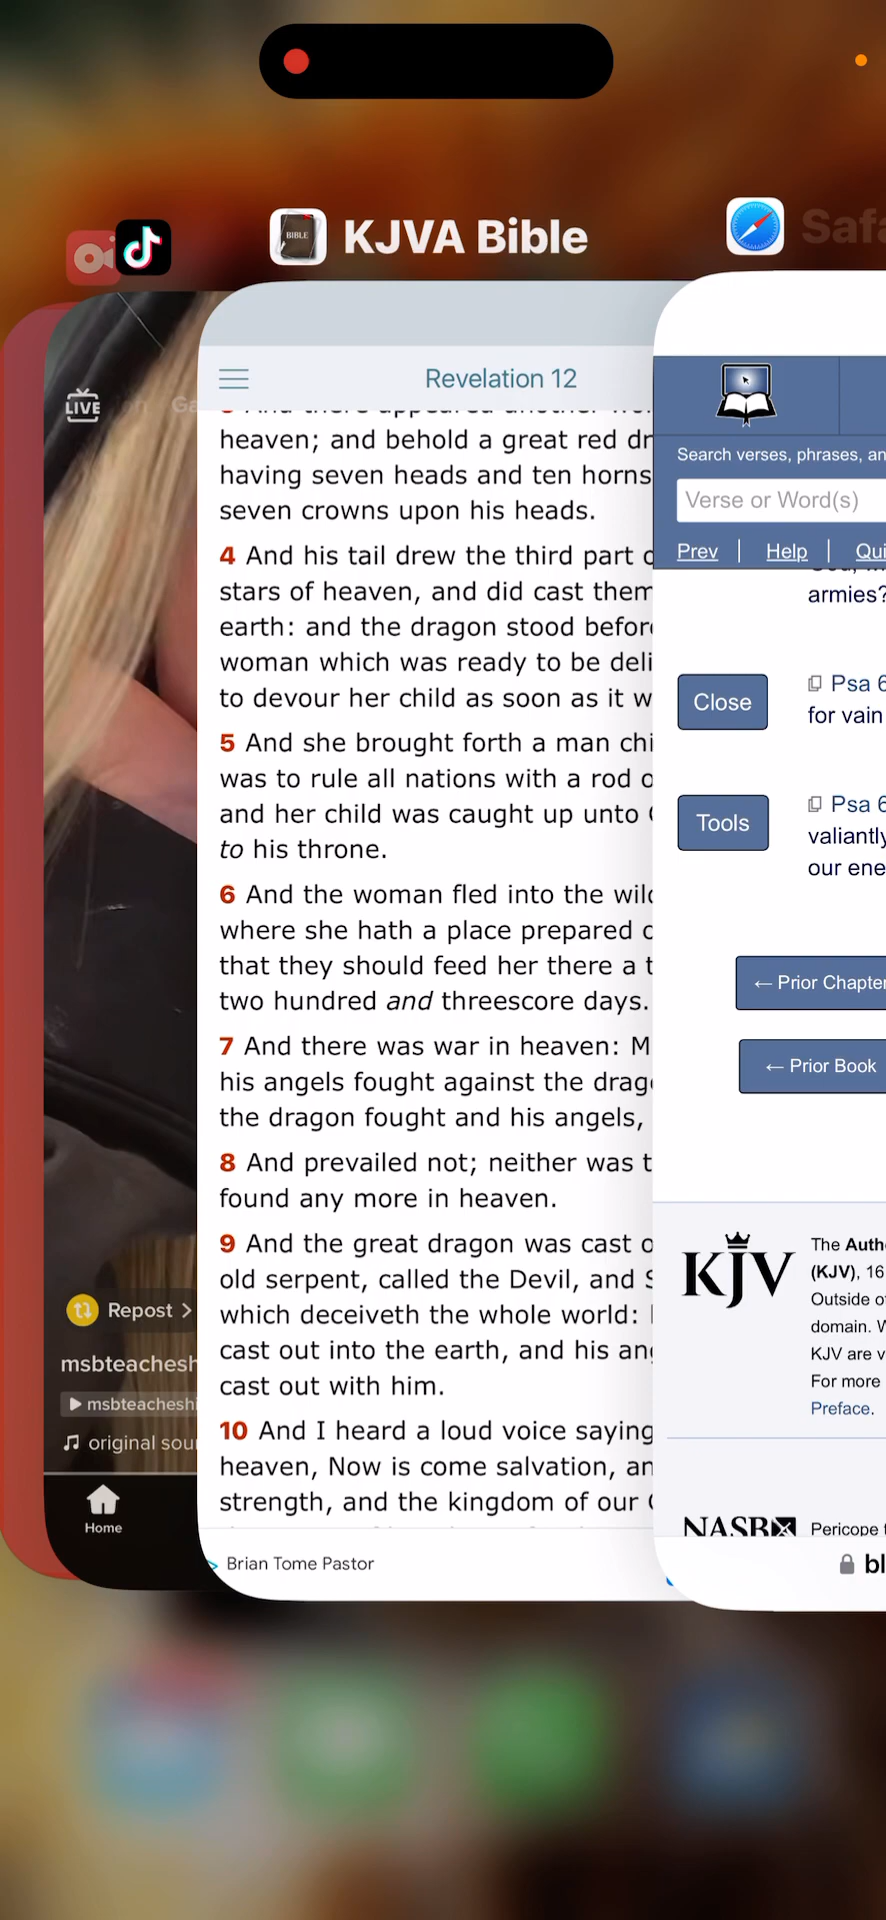 KJVA Bible
BIBLE
LIVE
Revelation 12
heaven; and behold a great red
having seven heads and ten horns
seven crowns upon his heads.
4 And his tail drew the third part
stars of heaven, and did cast them
earth: and the dragon stood
woman which was ready to be
to devour her child as soon as it
5 And she brought forth a man
was to rule all nations with a rod
and her child was caught up unto
to his throne.
6 And the woman fled into the
where she hath a place prepared
that they should feed her there a
two hundred and threescore days.
7 And there was war in heaven:
his angels fought against the
the dragon fought and his angels,
8 And prevailed not; neither was
found any more in heaven.
9 And the great dragon was cast
old serpent, called the Devil, and
which deceiveth the whole world:
cast out into the earth, and his
cast out with him.
10 And I heard a loud voice saying
heaven, Now is come salvation,
strength, and the kingdom of our
Brian Tome Pastor
Repost >
msbteachesh
msbteacheshi
original sou
Home
Safa
Search verses, phrases, an
Verse or Word(s)
Prev | Help | Qui
armies?
Close
Psa 6
for vain
Tools
Psa 6
valiantly
our ene
← Prior Chapter
← Prior Book
KJV
The Autho
(KJV), 16
Outside of
domain. W
KJV are v
For more
Preface.
NASB
Pericope
bl